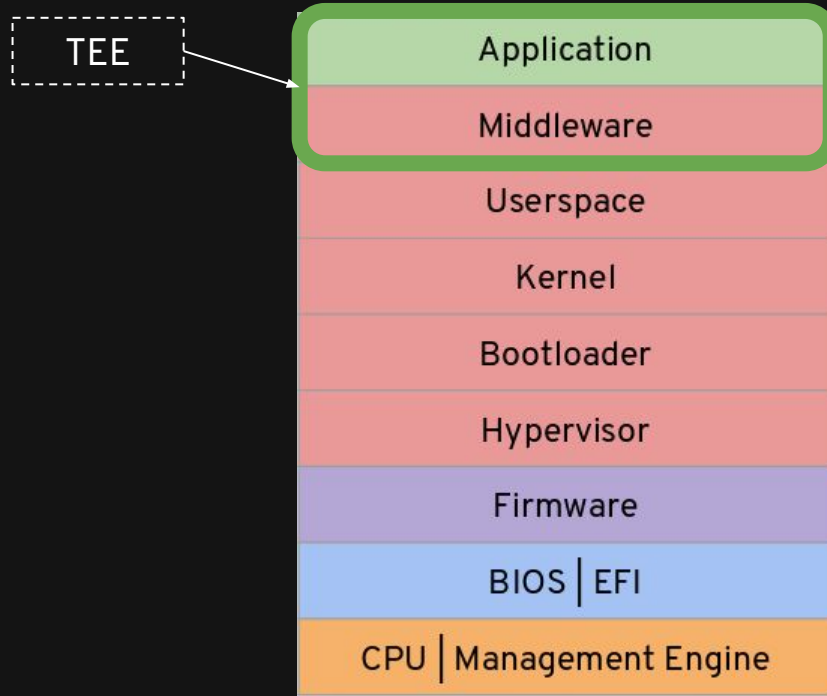 TEE
Application
Middleware
Userspace
Kernel
Bootloader
Hypervisor
Firmware
BIOS | EFI
CPU | Management Engine